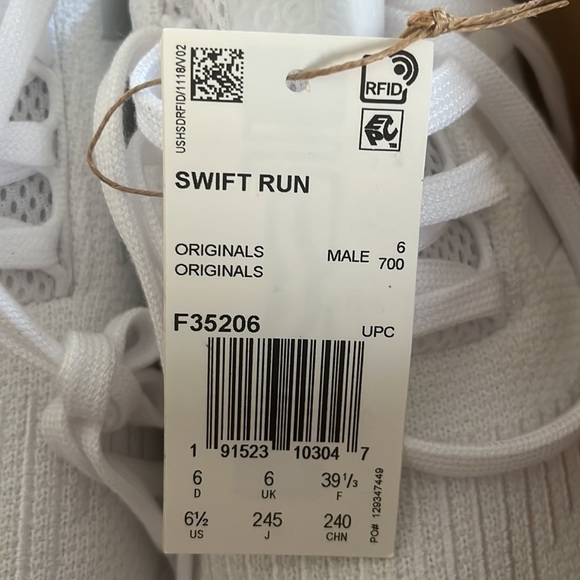 USHSDRFID/1118/V02
RFID
EPC
SWIFT RUN
ORIGINALS MALE 6
ORIGINALS 700
F35206 UPC
1 91523 10304 7
6 6 39 1/3
D UK F
6½ 245 240
US J CHN
PO# 129347449